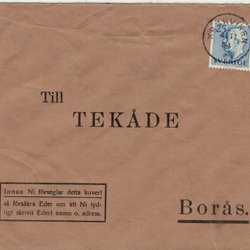 SVERIGE
Till
TEKÅDE
Innan Ni förseglar detta kuvert
så försäkra Eder om att Ni tyd-
ligt skrivit Edert namn o. adress.
Borås.